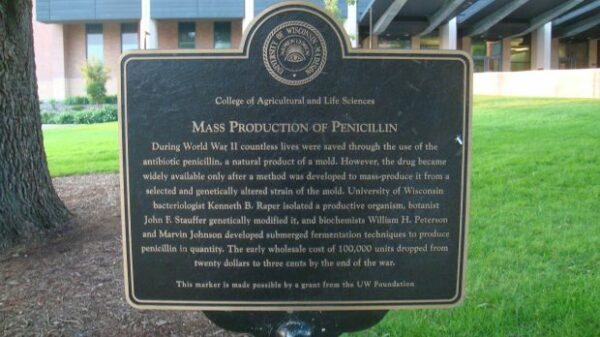 UNIVERSITY OF WISCONSIN-MADISON
College of Agricultural and Life Sciences
MASS PRODUCTION OF PENICILLIN
During World War II countless lives were saved through the use of the
antibiotic penicillin, a natural product of a mold. However, the drug became
widely available only after a method was developed to mass-produce it from a
selected and genetically altered strain of the mold. University of Wisconsin
bacteriologist Kenneth B. Raper isolated a productive organism, botanist
John F. Stauffer genetically modified it, and biochemists William H. Peterson
and Marvin Johnson developed submerged fermentation techniques to produce
penicillin in quantity. The early wholesale cost of 100,000 units dropped from
twenty dollars to three cents by the end of the war.
This marker is made possible by a grant from the UW Foundation